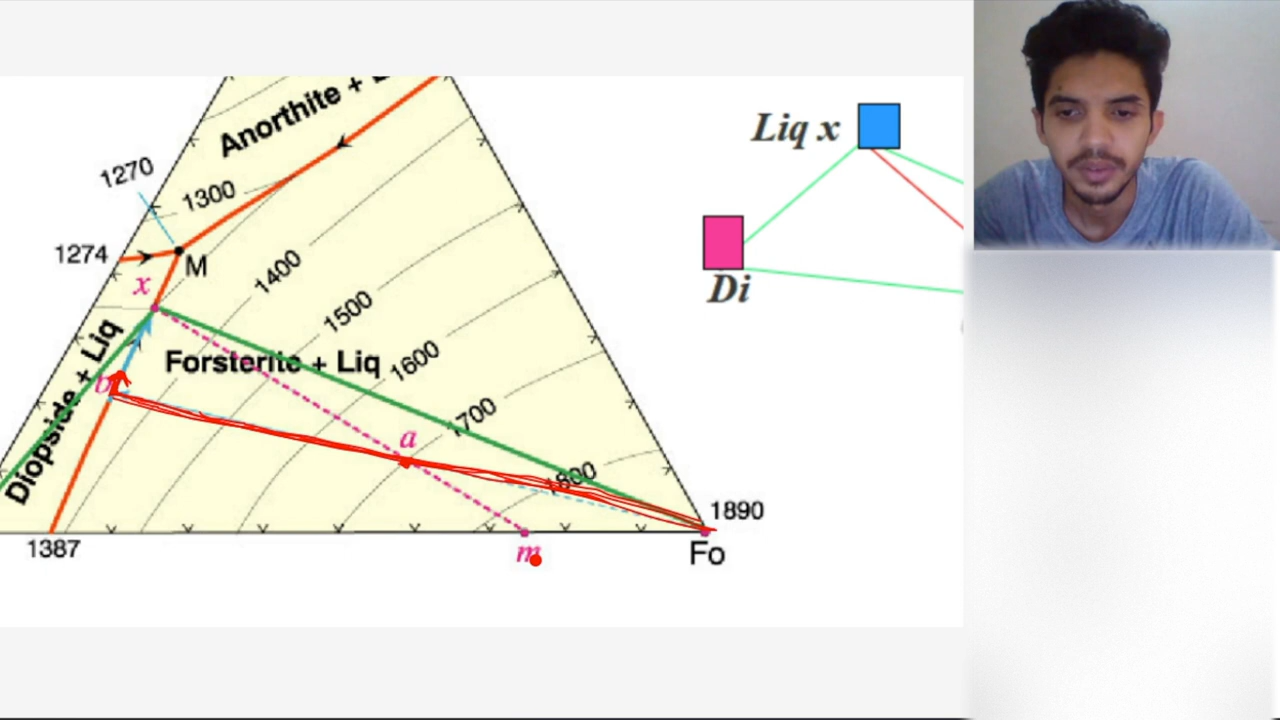 Anorthite +
1270
1300
1274
M
x
1400
1500
Forsterite + Liq
1600
Diopside + Liq
b
a
1700
1800
1890
1387
m
Fo
Liq x
Di